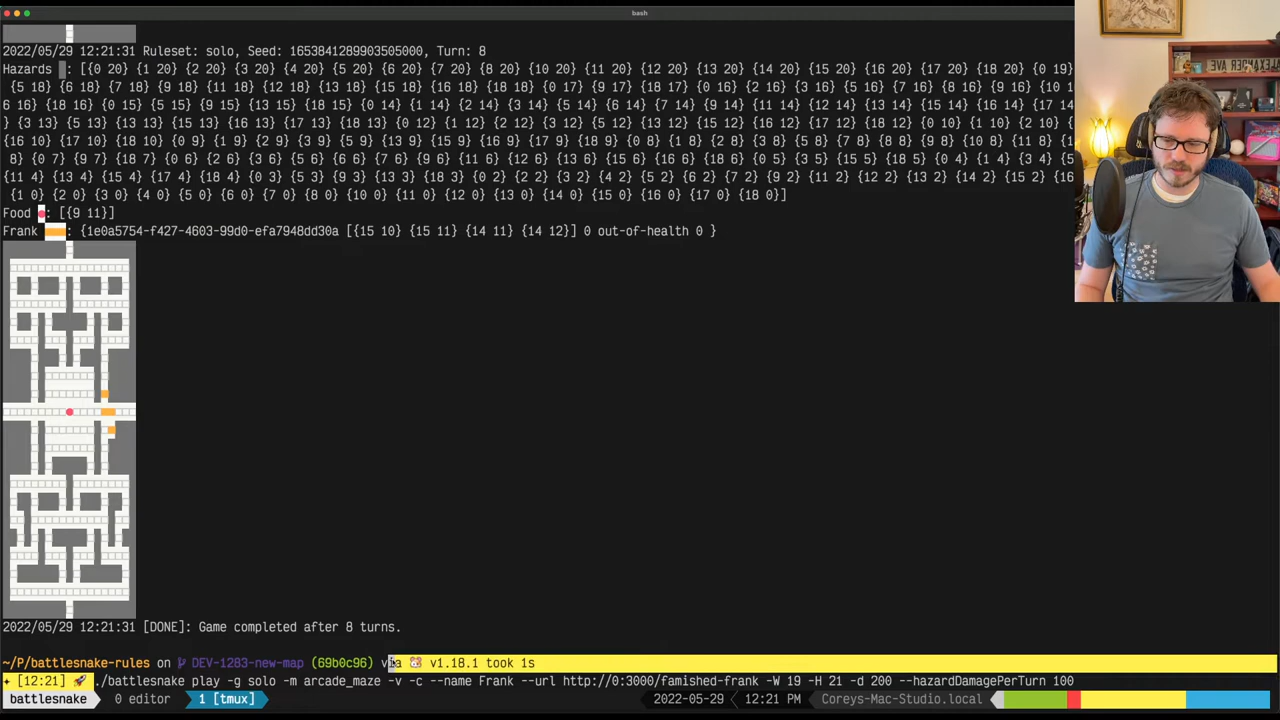 bash
2022/05/29 12:21:31 Ruleset: solo, Seed: 1653841289903505000, Turn: 8
Hazards : [{0 20} {1 20} {2 20} {3 20} {4 20} {5 20} {6 20} {7 20} {8 20} {10 20} {11 20} {12 20} {13 20} {14 20} {15 20} {16 20} {17 20} {18 20} {0 19}
{5 18} {6 18} {7 18} {9 18} {11 18} {12 18} {13 18} {15 18} {16 18} {18 18} {0 17} {9 17} {18 17} {0 16} {2 16} {3 16} {5 16} {7 16} {8 16} {9 16} {10 1
6 16} {18 16} {0 15} {5 15} {9 15} {13 15} {18 15} {0 14} {1 14} {2 14} {3 14} {5 14} {6 14} {7 14} {9 14} {11 14} {12 14} {13 14} {15 14} {16 14} {17 14
} {3 13} {5 13} {13 13} {15 13} {16 13} {17 13} {18 13} {0 12} {1 12} {2 12} {3 12} {5 12} {13 12} {15 12} {16 12} {17 12} {18 12} {0 10} {1 10} {2 10}
{16 10} {17 10} {18 10} {0 9} {1 9} {2 9} {3 9} {5 9} {13 9} {15 9} {16 9} {17 9} {18 9} {0 8} {1 8} {2 8} {3 8} {5 8} {7 8} {8 8} {9 8} {10 8} {11 8}
8} {0 7} {9 7} {18 7} {0 6} {2 6} {3 6} {5 6} {6 6} {7 6} {9 6} {11 6} {12 6} {13 6} {15 6} {16 6} {18 6} {0 5} {3 5} {15 5} {18 5} {0 4} {1 4} {3 4} {5
{11 4} {13 4} {15 4} {17 4} {18 4} {0 3} {5 3} {9 3} {13 3} {18 3} {0 2} {2 2} {3 2} {4 2} {5 2} {6 2} {7 2} {9 2} {11 2} {12 2} {13 2} {14 2} {15 2} {16
{1 0} {2 0} {3 0} {4 0} {5 0} {6 0} {7 0} {8 0} {10 0} {11 0} {12 0} {13 0} {14 0} {15 0} {16 0} {17 0} {18 0}]
Food : [{9 11}]
Frank : {1e0a5754-f427-4603-99d0-efa7948dd30a [{15 10} {15 11} {14 11} {14 12}] 0 out-of-health 0 }
2022/05/29 12:21:31 [DONE]: Game completed after 8 turns.
~/P/battlesnake-rules on DEV-1283-new-map (69b0c96) via v1.18.1 took 1s
[12:21] ./battlesnake play -g solo -m arcade_maze -v -c --name Frank --url http://0:3000/famished-frank -W 19 -H 21 -d 200 --hazardDamagePerTurn 100
battlesnake 0 editor 1 [tmux] 2022-05-29 12:21 PM Coreys-Mac-Studio.local